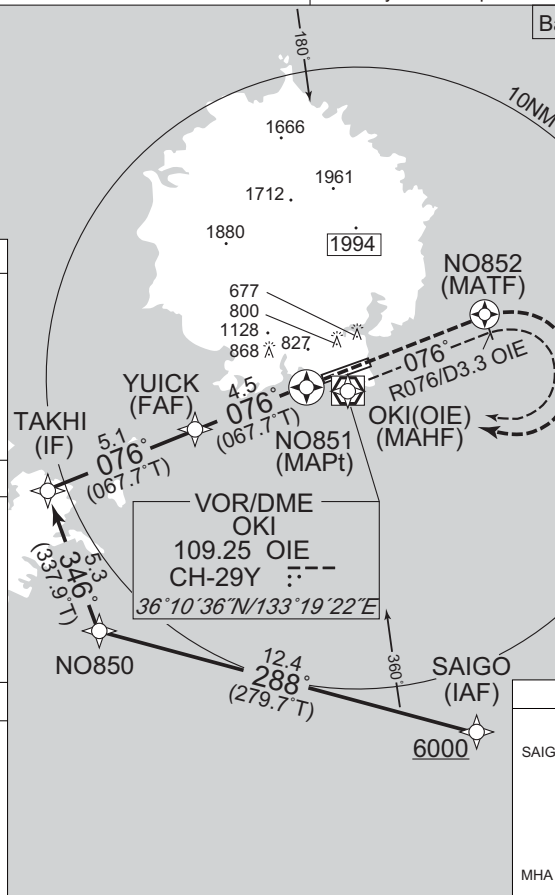 Ba
180°
10NM
1666
1961
1712
1880
1994
NO852
(MATF)
677
800
1128
868
827
076°
R076/D3.3 OIE
YUICK
(FAF)
4.5
076°
(067.7°T)
TAKHI
(IF)
5.1
076°
(067.7°T)
NO851
(MAPt)
OKI(OIE)
(MAHF)
VOR/DME
OKI
109.25 OIE
CH-29Y
36°10´36˝N/133°19´22˝E
5.3
346°
(337.9°T)
NO850
12.4
288°
(279.7°T)
360°
SAIGO
(IAF)
6000
SAIG
MHA